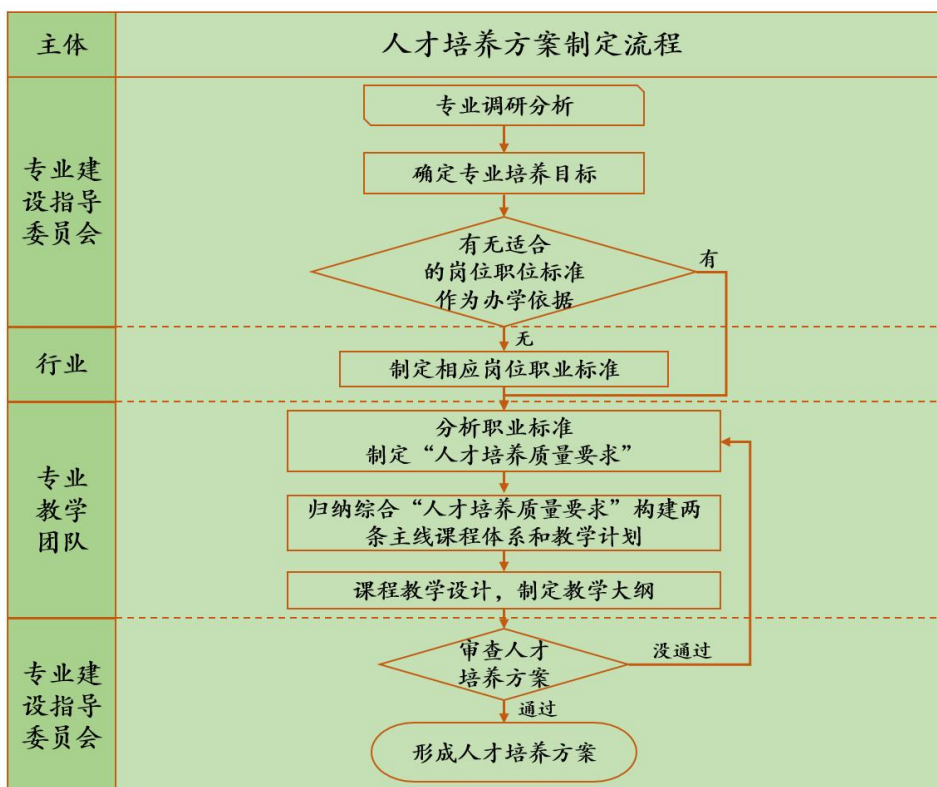 主体
人才培养方案制定流程
专业建
设指导
委员会
专业调研分析
确定专业培养目标
有无适合
的岗位职位标准
作为办学依据
有
无
行业
制定相应岗位职业标准
专业
教学
团队
分析职业标准
制定“人才培养质量要求”
归纳综合“人才培养质量要求”构建两
条主线课程体系和教学计划
课程教学设计，制定教学大纲
专业建
设指导
委员会
审查人才
培养方案
没通过
通过
形成人才培养方案